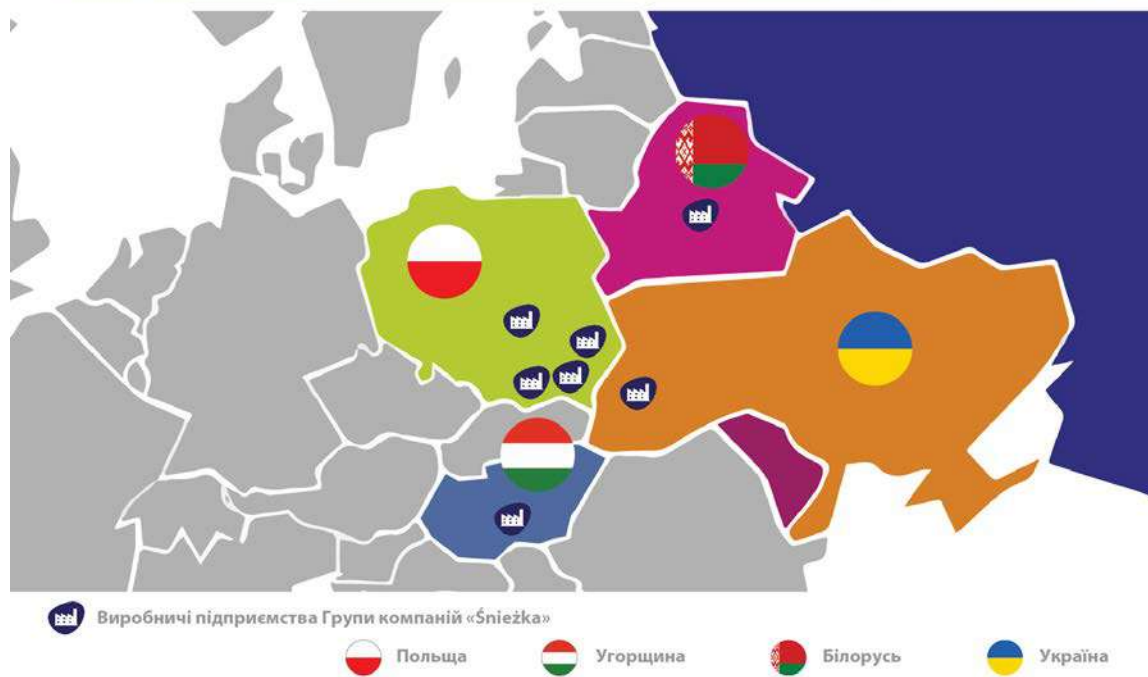 Виробничі підприємства Групи компаній «Śnieżka»
Польща
Угорщина
Білорусь
Україна